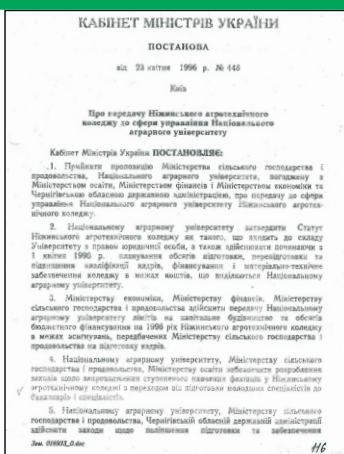 КАБІНЕТ МІНІСТРІВ УКРАЇНИ
ПОСТАНОВА
від 23 квітня 1996 р. № 448
Київ
Про передачу Ніжинського агротехнічного
коледжу до сфери управління Національного
аграрного університету
Кабінет Міністрів України ПОСТАНОВЛЯЄ:
1. Прийняти пропозицію Міністерства сільського господарства і
продовольства, Національного аграрного університету, погоджену з
Міністерством освіти, Міністерством фінансів і Міністерством економіки та
Чернігівською обласною державною адміністрацією, про передачу до сфери
управління Національного аграрного університету Ніжинського агротех-
нічного коледжу.
2. Національному аграрному університету затвердити Статут
Ніжинського агротехнічного коледжу як такого, що входить до складу
Університету з правом юридичної особи, а також здійснювати починаючи з
1 квітня 1996 р. планування обсягів підготовки, перепідготовки та
підвищення кваліфікації кадрів, фінансування і матеріально-технічне
забезпечення коледжу в межах коштів, що виділяються Національному
аграрному університету.
3. Міністерству економіки, Міністерству фінансів, Міністерству
сільського господарства і продовольства здійснити передачу Національному
аграрному університету лімітів на капітальне будівництво та обсягів
бюджетного фінансування на 1996 рік Ніжинського агротехнічного коледжу
в межах асигнувань, передбачених Міністерству сільського господарства і
продовольства на підготовку кадрів.
4. Національному аграрному університету, Міністерству сільського
господарства і продовольства, Міністерству освіти забезпечити розроблення
заходів щодо впровадження ступеневого навчання фахівців у Ніжинському
агротехнічному коледжі з переходом від підготовки молодших спеціалістів до
бакалаврів і спеціалістів.
5. Національному аграрному університету, Міністерству сільського
господарства і продовольства, Чернігівській обласній державній адміністрації
здійснити заходи щодо поліпшення підготовки та забезпечення
Зам. 016933_0.doc
116